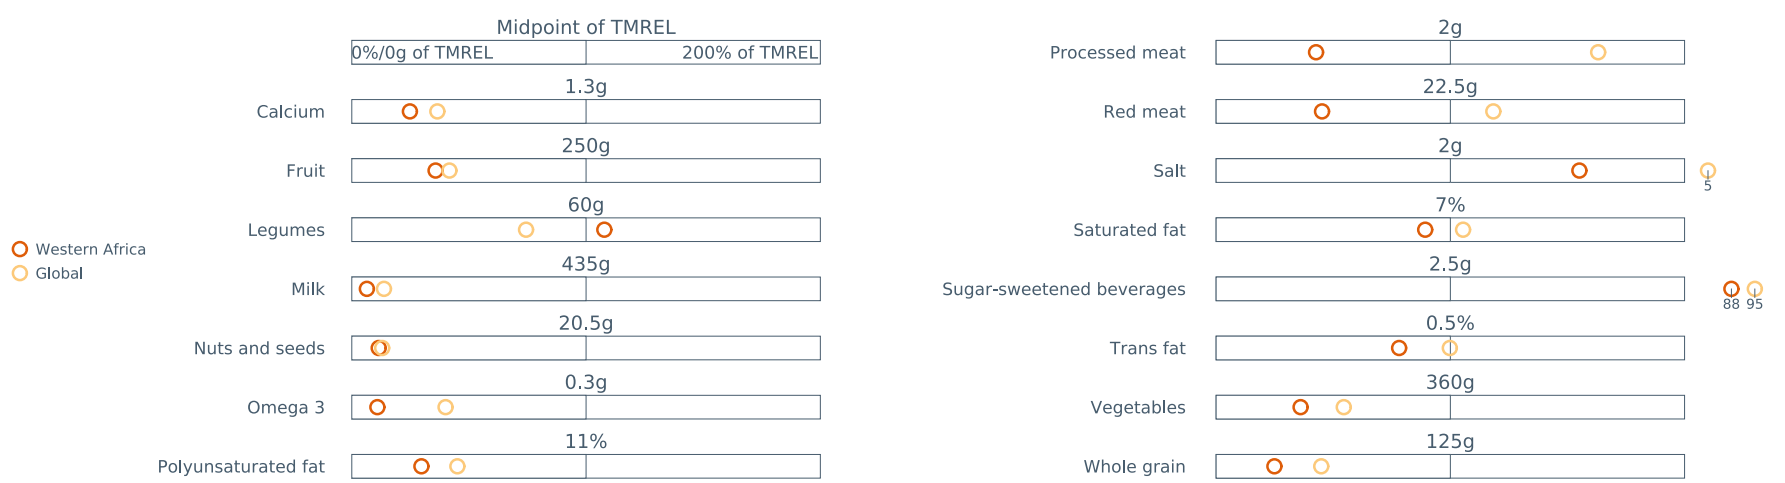 Midpoint of TMREL
0%/0g of TMREL 200% of TMREL
1.3g
Calcium
250g
Fruit
60g
Legumes
435g
Milk
20.5g
Nuts and seeds
0.3g
Omega 3
11%
Polyunsaturated fat
Western Africa
Global
2g
Processed meat
22.5g
Red meat
2g
Salt
5
7%
Saturated fat
2.5g
Sugar-sweetened beverages
88 95
0.5%
Trans fat
360g
Vegetables
125g
Whole grain